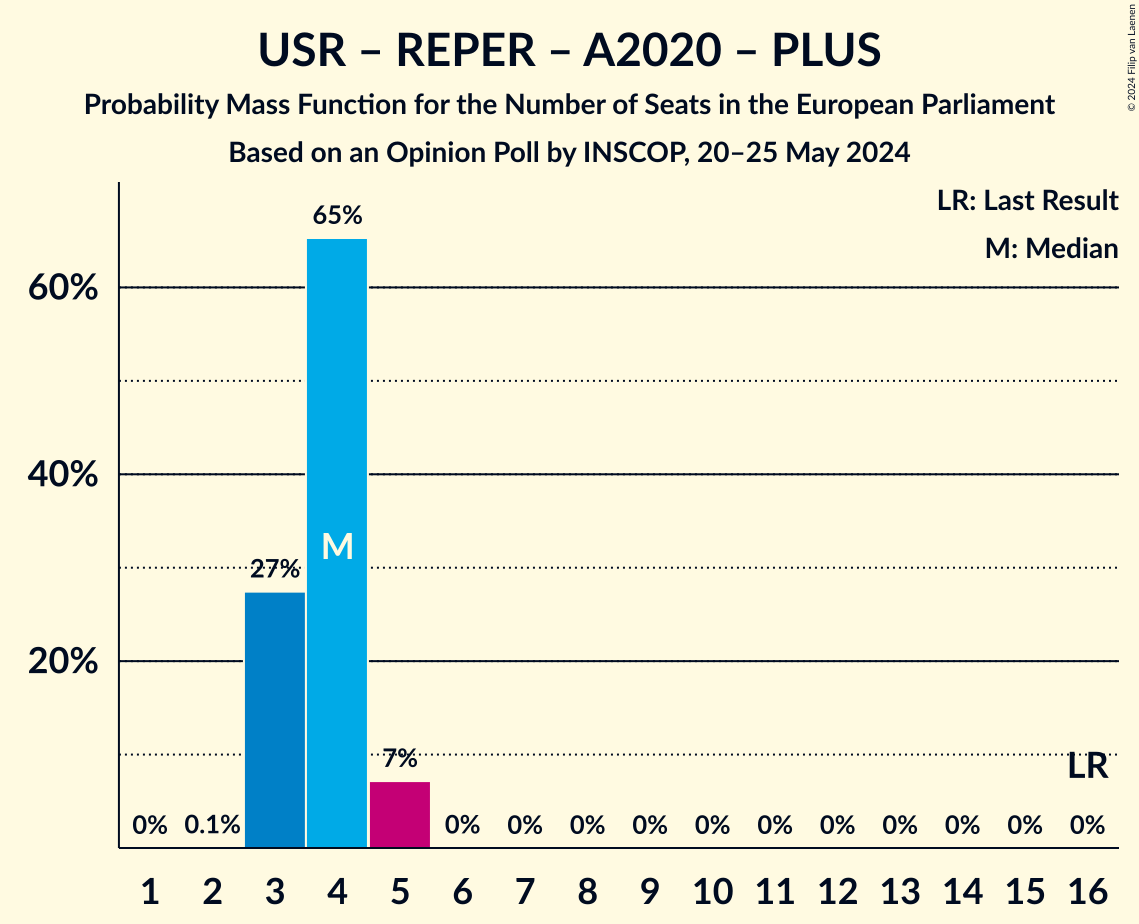 USR – REPER – A2020 – PLUS
Probability Mass Function for the Number of Seats in the European Parliament
Based on an Opinion Poll by INSCOP, 20–25 May 2024
© 2024 Filip van Laenen
LR: Last Result
M: Median
60%
40%
20%
65%
M
27%
7%
LR
0% 0.1% 0% 0% 0% 0% 0% 0% 0% 0% 0% 0% 0%
1 2 3 4 5 6 7 8 9 10 11 12 13 14 15 16